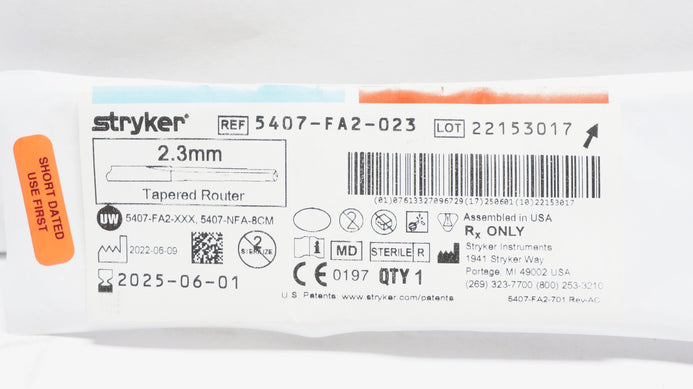 stryker® REF 5407-FA2-023 LOT 22153017
2.3mm
Tapered Router
(01)07613327096729(17)250601(10)22153017
SHORT DATED
USE FIRST
UW 5407-FA2-XXX, 5407-NFA-8CM
Assembled in USA
Rx ONLY
2022-06-09
2
STERILIZE
2
i MD STERILE R
Stryker Instruments
1941 Stryker Way
Portage, MI 49002 USA
(269) 323-7700 (800) 253-3210
2025-06-01
CE 0197 QTY 1
U.S. Patents www.stryker.com/patents
5407-FA2-701 Rev-AC